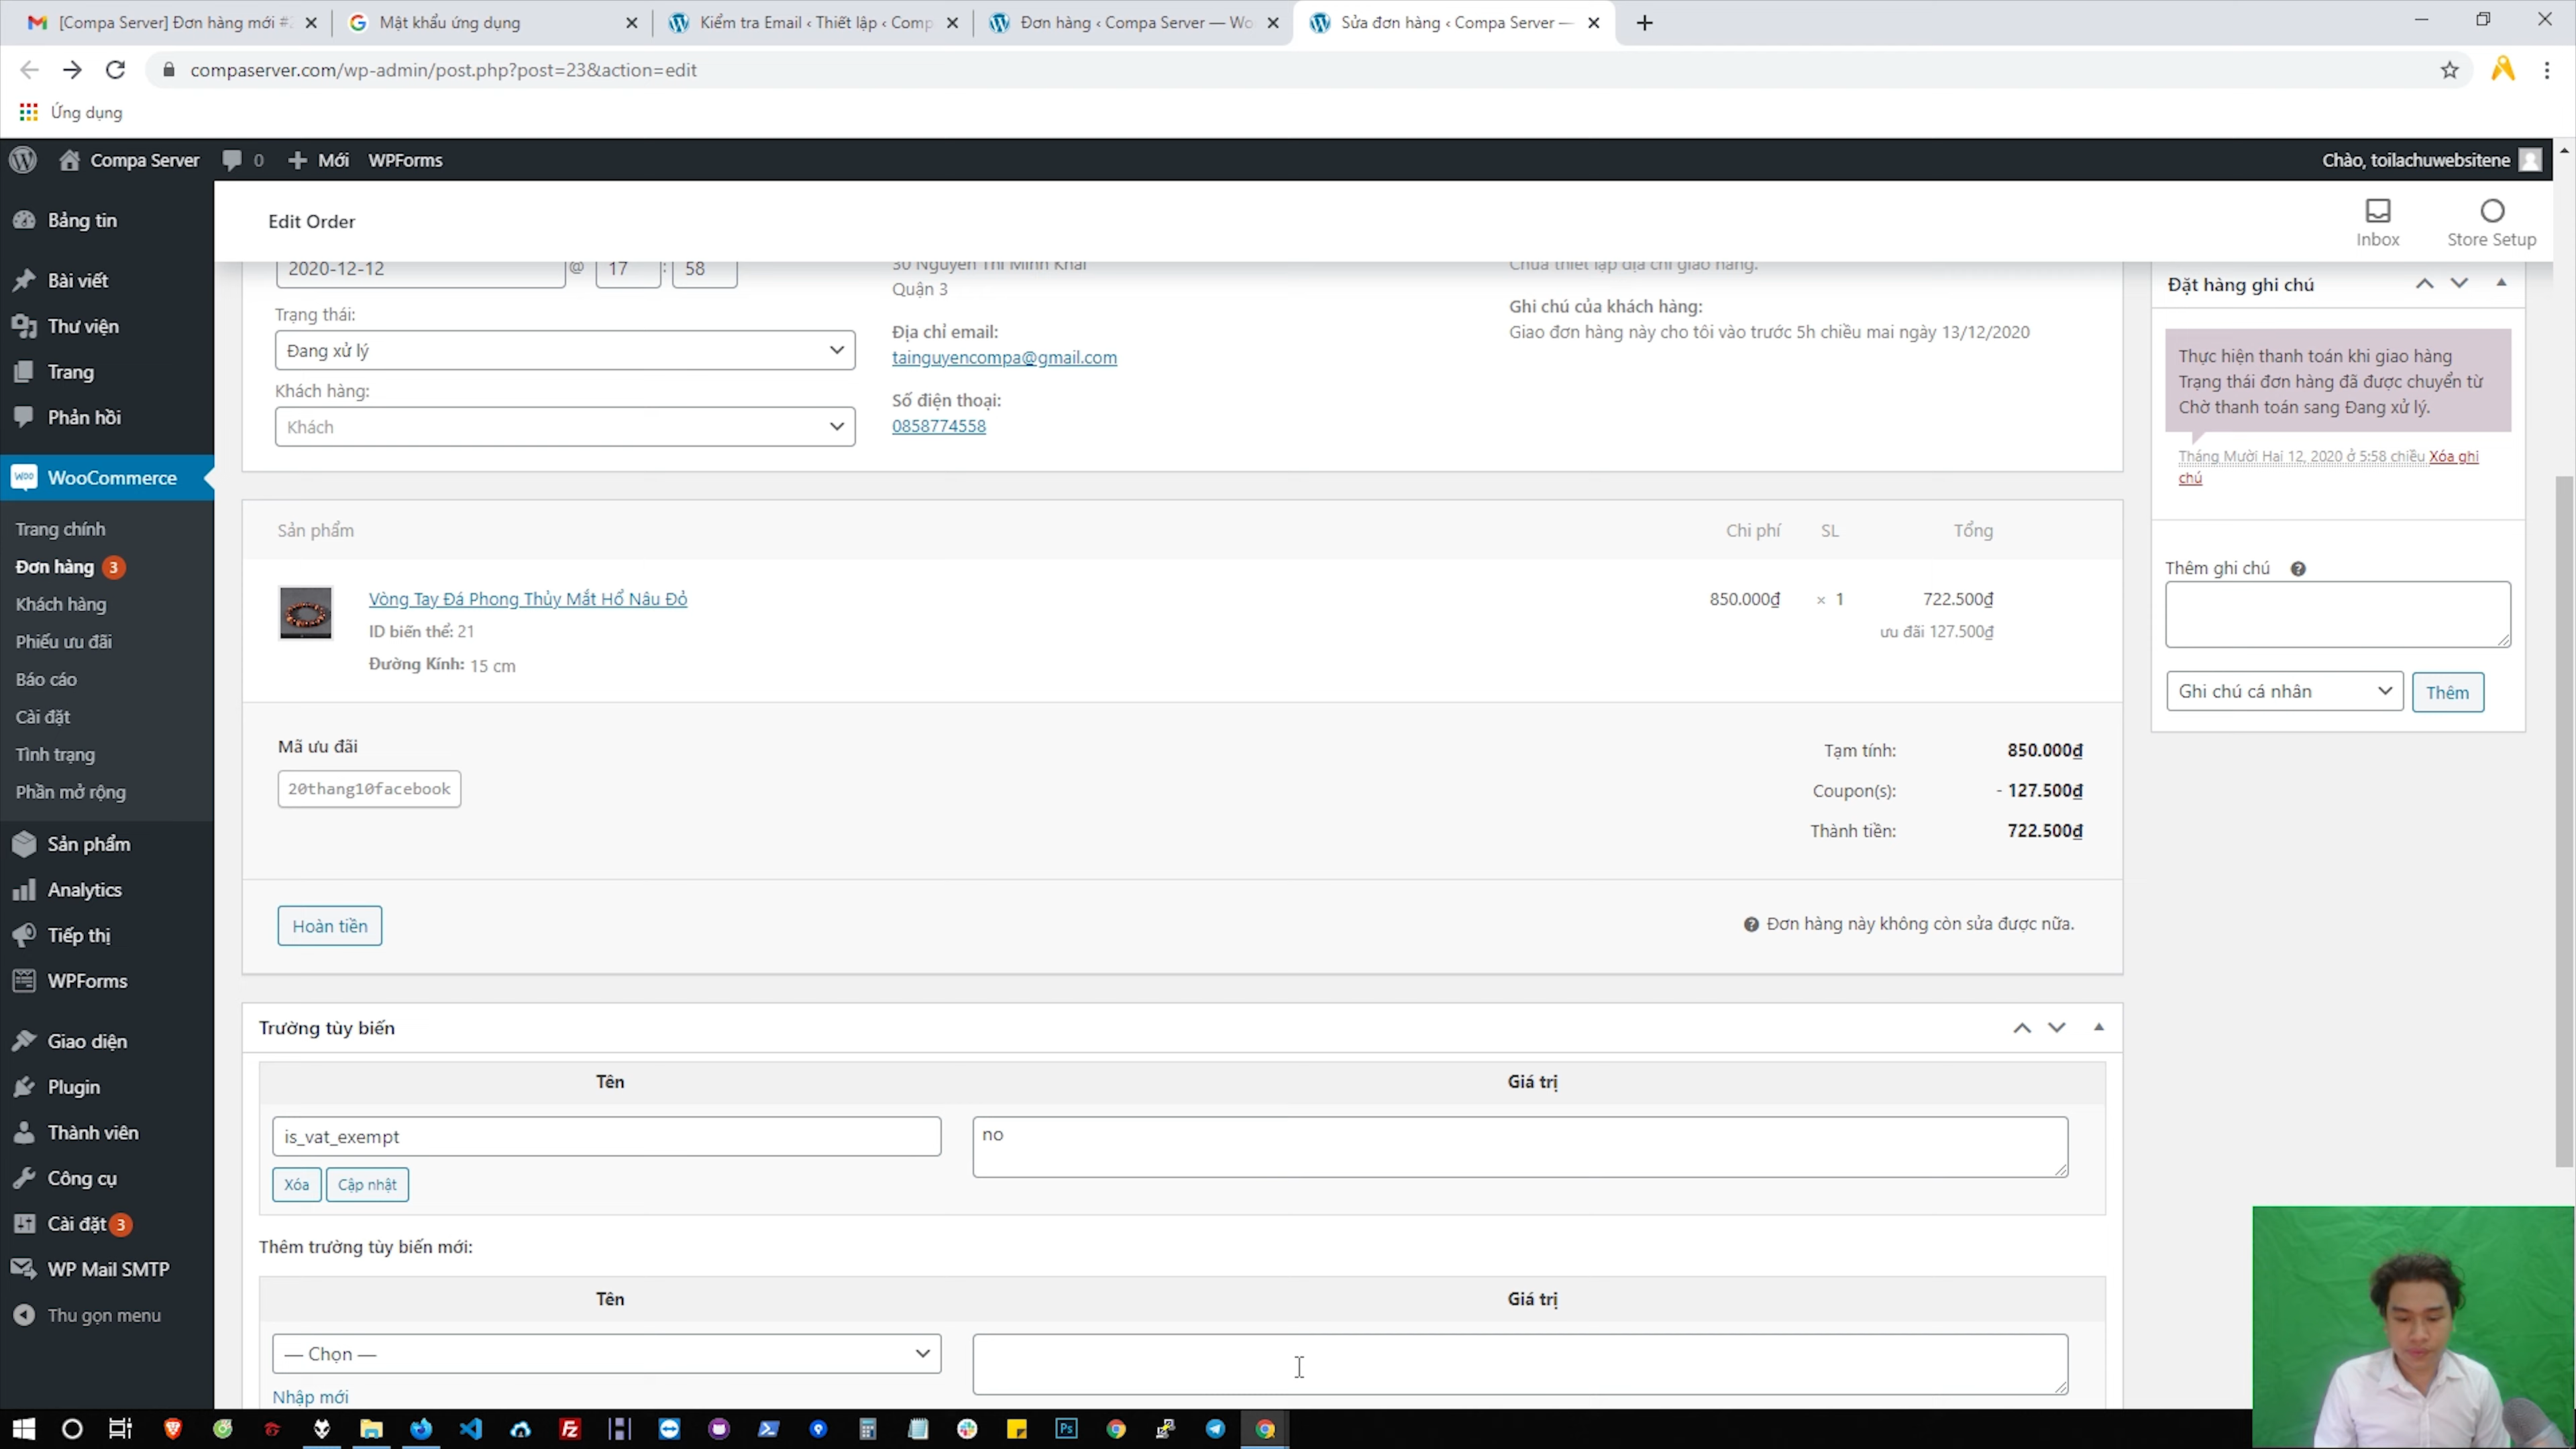 [Compa Server] Đơn hàng mới #
Mật khẩu ứng dụng
Kiểm tra Email ‹ Thiết lập ‹ Comp
Đơn hàng ‹ Compa Server — Wo
Sửa đơn hàng ‹ Compa Server —
compaserver.com/wp-admin/post.php?post=23&action=edit
Ứng dụng
Compa Server
0
Mới
WPForms
Chào, toilachuwebsitene
Bảng tin
Bài viết
Thư viện
Trang
Phản hồi
WooCommerce
Trang chính
Đơn hàng 3
Khách hàng
Phiếu ưu đãi
Báo cáo
Cài đặt
Tình trạng
Phần mở rộng
Sản phẩm
Analytics
Tiếp thị
WPForms
Giao diện
Plugin
Thành viên
Công cụ
Cài đặt 3
WP Mail SMTP
Thu gọn menu
Edit Order
Inbox
Store Setup
2020-12-12 @ 17 : 58
Trạng thái:
Đang xử lý
Khách hàng:
Khách
30 Nguyễn Thị Minh Khai
Quận 3
Địa chỉ email:
tainguyencompa@gmail.com
Số điện thoại:
0858774558
Chưa thiết lập địa chỉ giao hàng.
Ghi chú của khách hàng:
Giao đơn hàng này cho tôi vào trước 5h chiều mai ngày 13/12/2020
Sản phẩm
Chi phí
SL
Tổng
Vòng Tay Đá Phong Thủy Mắt Hổ Nâu Đỏ
850.000₫
× 1
722.500₫
ID biến thể: 21
ưu đãi 127.500₫
Đường Kính: 15 cm
Mã ưu đãi
20thang10facebook
Tạm tính: 850.000₫
Coupon(s): - 127.500₫
Thành tiền: 722.500₫
Hoàn tiền
Đơn hàng này không còn sửa được nữa.
Trường tùy biến
Tên
Giá trị
is_vat_exempt
no
Xóa
Cập nhật
Thêm trường tùy biến mới:
Tên
Giá trị
— Chọn —
Nhập mới
Đặt hàng ghi chú
Thực hiện thanh toán khi giao hàng
Trạng thái đơn hàng đã được chuyển từ
Chờ thanh toán sang Đang xử lý.
Tháng Mười Hai 12, 2020 ở 5:58 chiều Xóa ghi
chú
Thêm ghi chú
Ghi chú cá nhân
Thêm